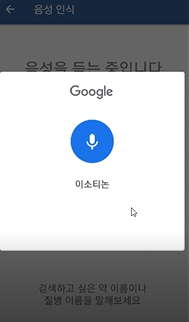 음성 인식
음성을 듣는 중입니다
Google
이소티논
검색하고 싶은 약 이름이나
질병 이름을 말해보세요